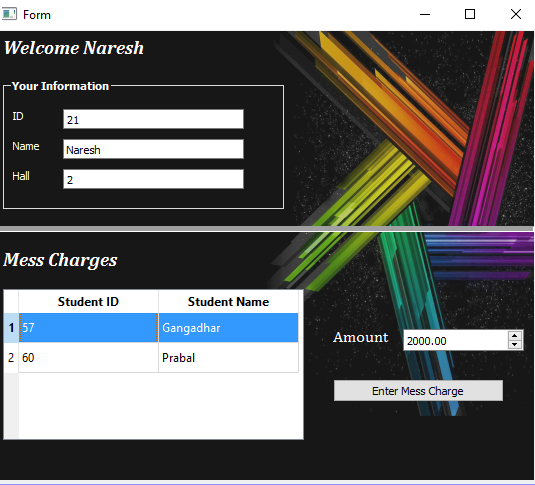 Form
Welcome Naresh
Your Information
ID 21
Name Naresh
Hall 2
Mess Charges
Student ID Student Name
1 57 Gangadhar
2 60 Prabal
Amount 2000.00
Enter Mess Charge